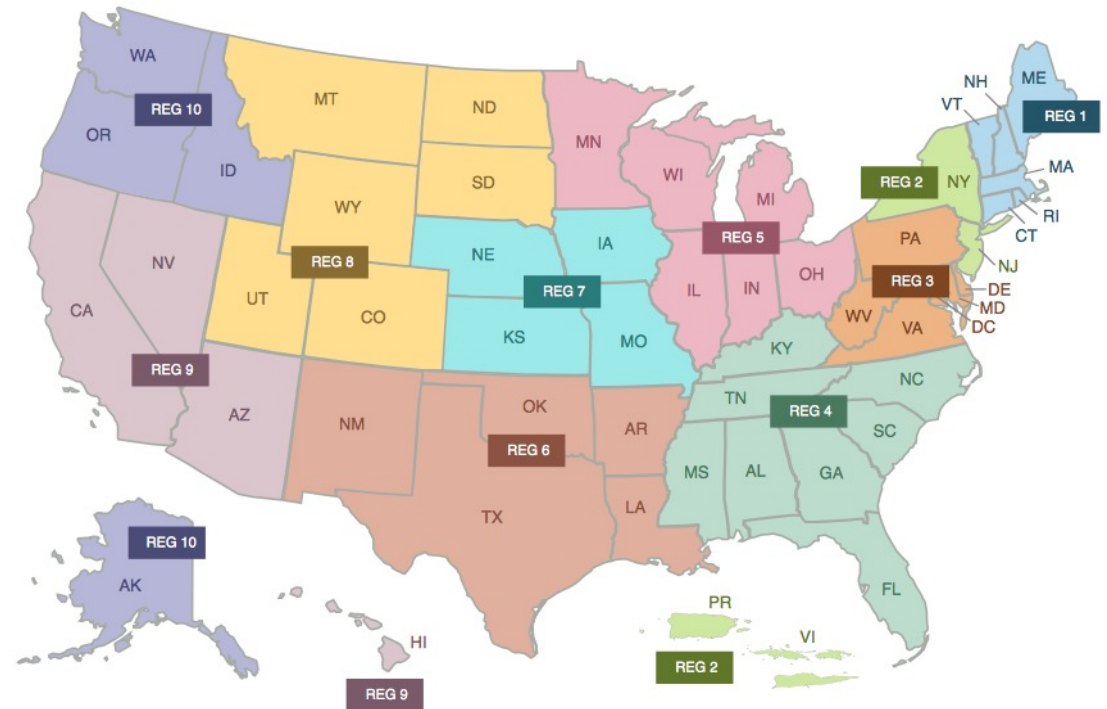 WA
MT
ND
MN
NH
ME
VT
REG 1
REG 10
OR
ID
SD
WI
MI
REG 2
NY
MA
RI
CT
WY
NE
IA
REG 5
PA
NJ
NV
REG 8
UT
CO
REG 7
IL
IN
OH
REG 3
DE
MD
DC
WV
VA
CA
KS
MO
KY
REG 9
AZ
NM
OK
AR
TN
REG 4
NC
SC
REG 6
TX
LA
MS
AL
GA
FL
REG 10
AK
HI
REG 9
PR
VI
REG 2